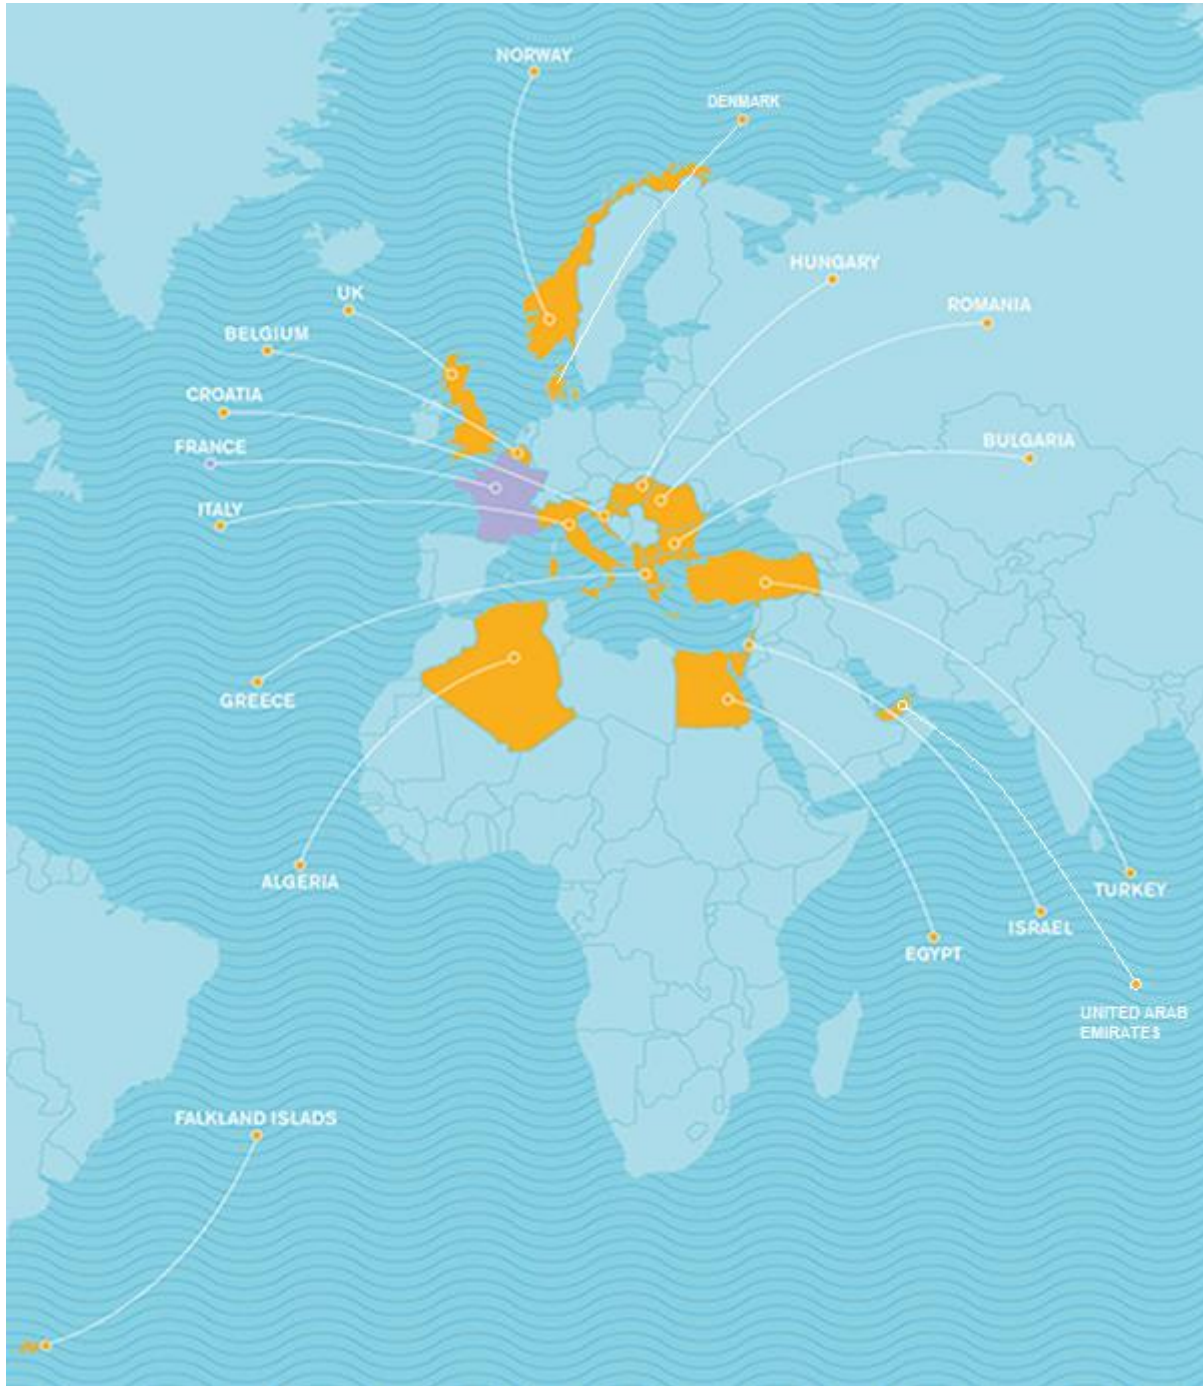 NORWAY
DENMARK
HUNGARY
UK
ROMANIA
BELGIUM
CROATIA
FRANCE
BULGARIA
ITALY
GREECE
ALGERIA
TURKEY
ISRAEL
EGYPT
UNITED ARAB
EMIRATES
FALKLAND ISLADS